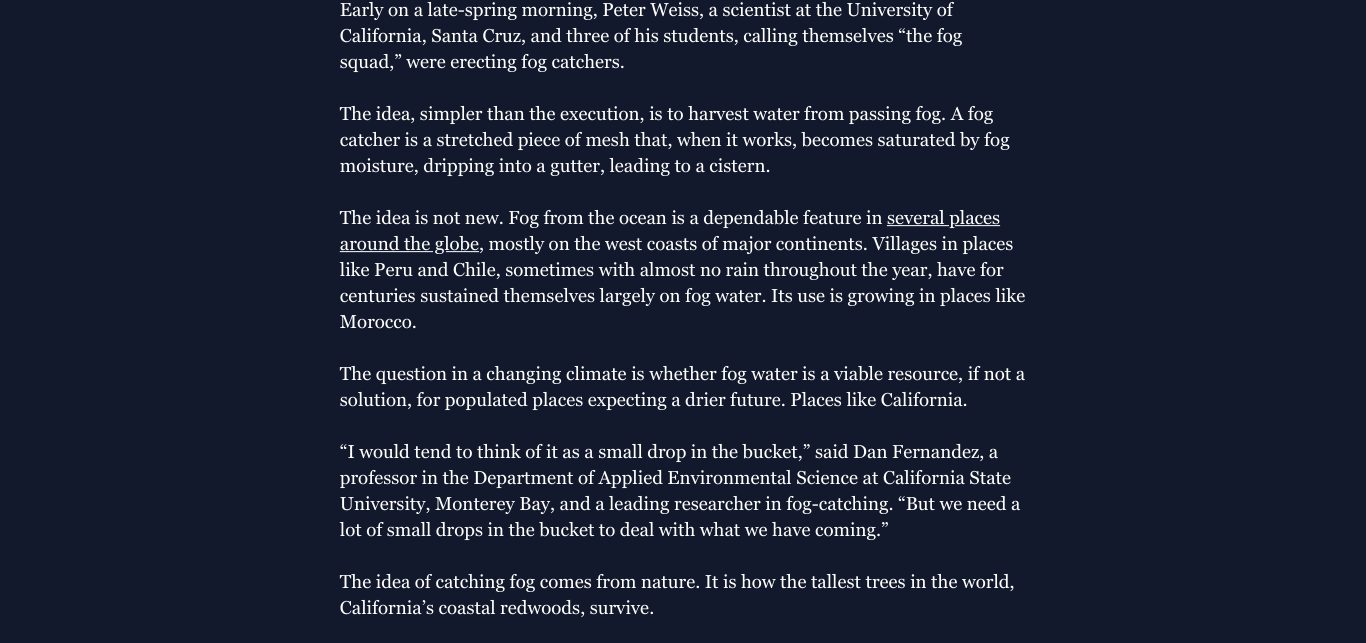 Early on a late-spring morning, Peter Weiss, a scientist at the University of
California, Santa Cruz, and three of his students, calling themselves “the fog
squad,” were erecting fog catchers.
The idea, simpler than the execution, is to harvest water from passing fog. A fog
catcher is a stretched piece of mesh that, when it works, becomes saturated by fog
moisture, dripping into a gutter, leading to a cistern.
The idea is not new. Fog from the ocean is a dependable feature in several places
around the globe, mostly on the west coasts of major continents. Villages in places
like Peru and Chile, sometimes with almost no rain throughout the year, have for
centuries sustained themselves largely on fog water. Its use is growing in places like
Morocco.
The question in a changing climate is whether fog water is a viable resource, if not a
solution, for populated places expecting a drier future. Places like California.
“I would tend to think of it as a small drop in the bucket,” said Dan Fernandez, a
professor in the Department of Applied Environmental Science at California State
University, Monterey Bay, and a leading researcher in fog-catching. “But we need a
lot of small drops in the bucket to deal with what we have coming.”
The idea of catching fog comes from nature. It is how the tallest trees in the world,
California’s coastal redwoods, survive.